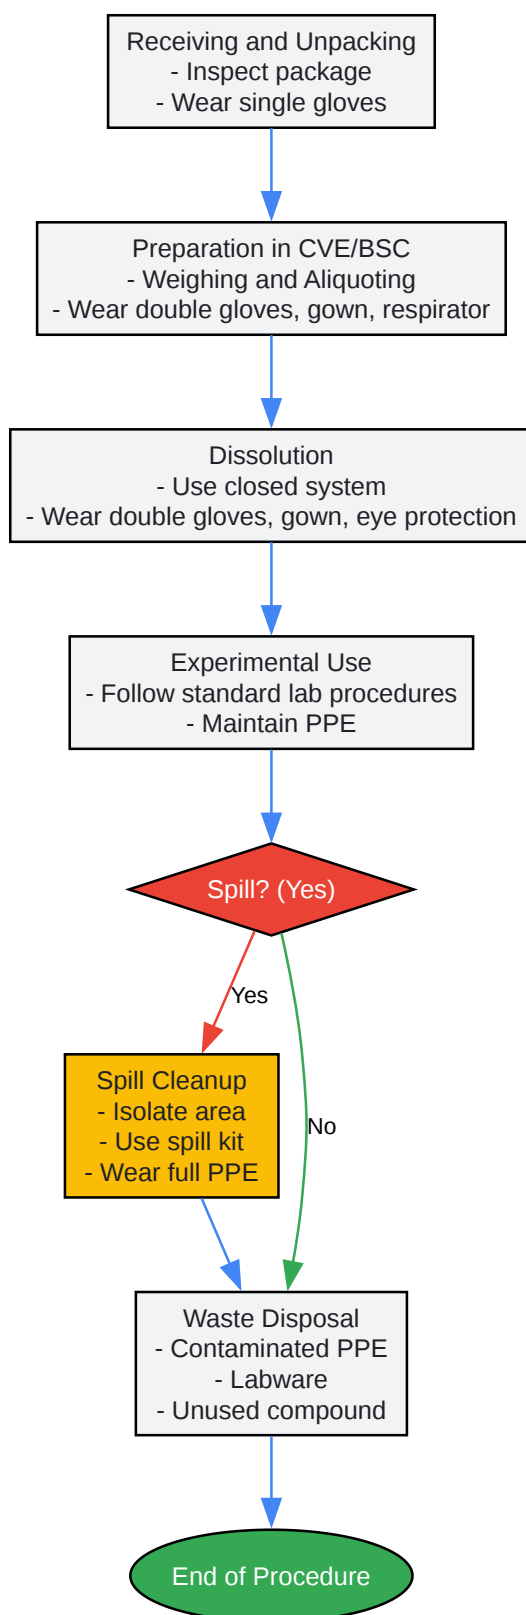 Receiving and Unpacking
- Inspect package
- Wear single gloves
Preparation in CVE/BSC
- Weighing and Aliquoting
- Wear double gloves, gown, respirator
Dissolution
- Use closed system
- Wear double gloves, gown, eye protection
Experimental Use
- Follow standard lab procedures
- Maintain PPE
Spill? (Yes)
Yes
Spill Cleanup
- Isolate area
- Use spill kit
- Wear full PPE
No
Waste Disposal
- Contaminated PPE
- Labware
- Unused compound
End of Procedure